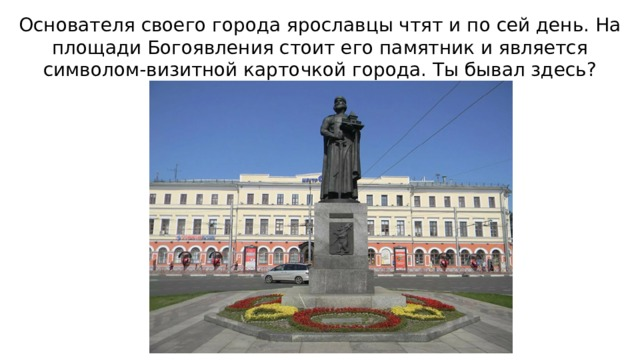 Основателя своего города ярославцы чтят и по сей день. На
площади Богоявления стоит его памятник и является
символом-визитной карточкой города. Ты бывал здесь?